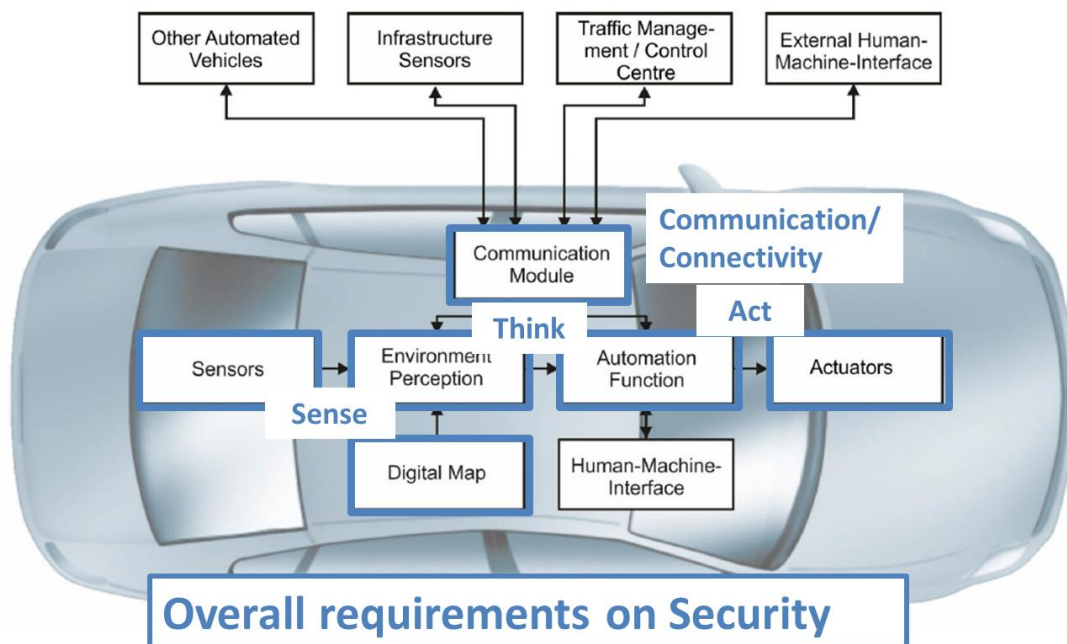 Other Automated
Vehicles
Infrastructure
Sensors
Traffic Manage-
ment / Control
Centre
External Human-
Machine-Interface
Communication/
Connectivity
Communication
Module
Think
Act
Sensors
Environment
Perception
Automation
Function
Actuators
Sense
Digital Map
Human-Machine-
Interface
Overall requirements on Security